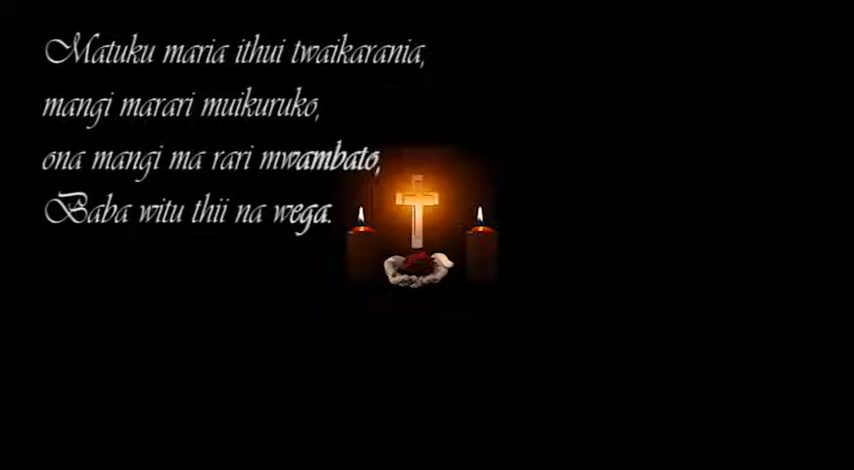 Matuku maria ithui twaikarania,
mangi marari muikuruko,
ona mangi ma rari mwambato,
Baba witu thii na wega.